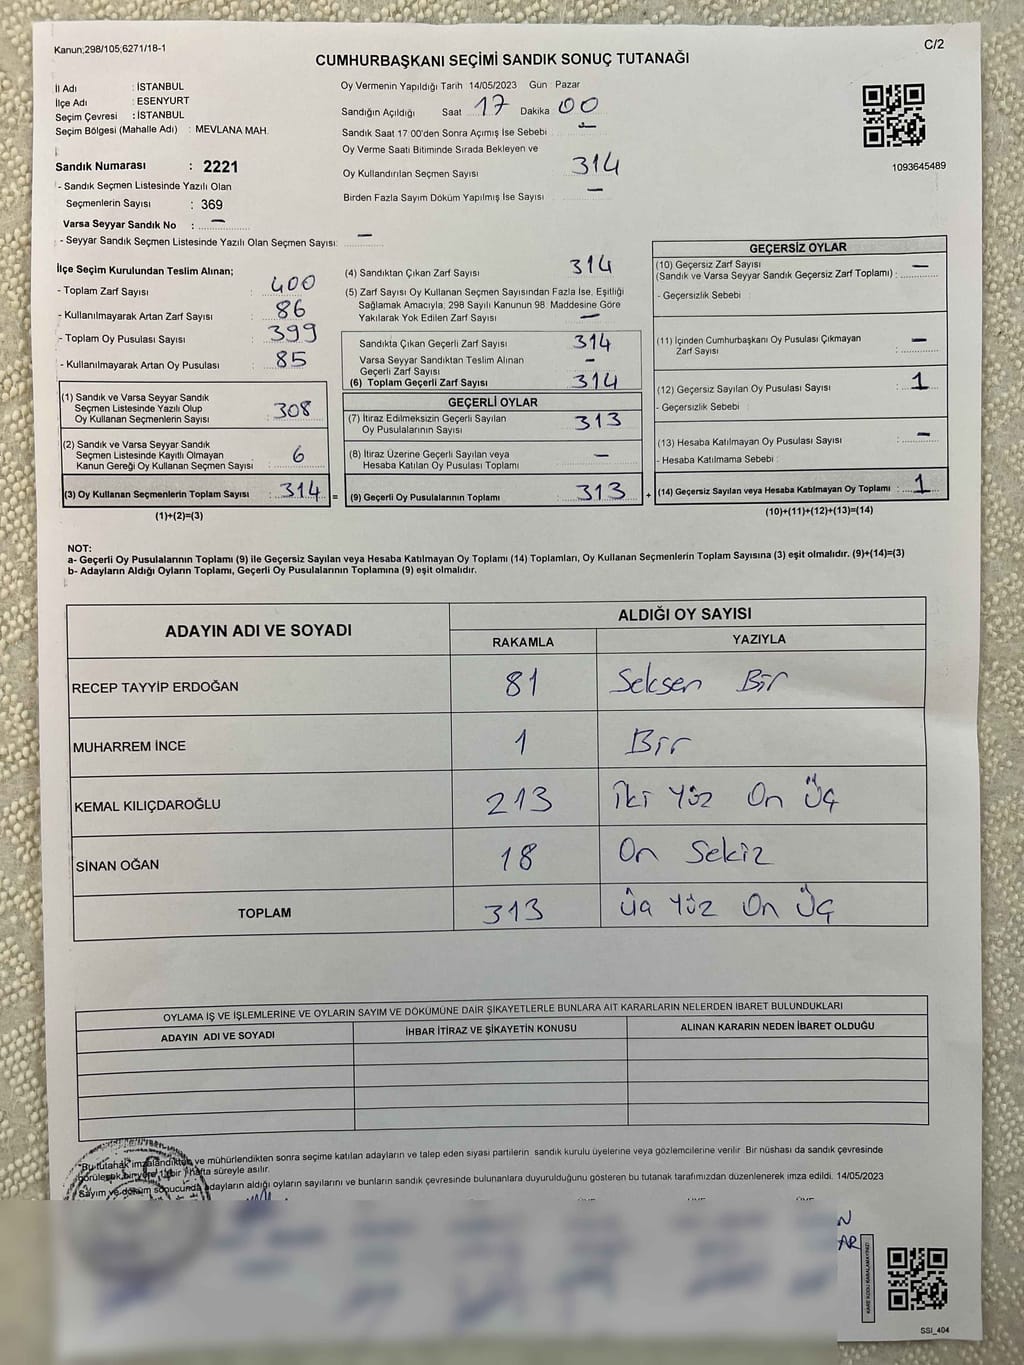 Kanun;298/105,6271/18-1
C/2
CUMHURBAŞKANI SEÇİMİ SANDIK SONUÇ TUTANAĞI
İl Adı : İSTANBUL
İlçe Adı : ESENYURT
Seçim Çevresi : İSTANBUL
Seçim Bölgesi (Mahalle Adı) : MEVLANA MAH.
Sandık Numarası : 2221
- Sandık Seçmen Listesinde Yazılı Olan
Seçmenlerin Sayısı : 369
Varsa Seyyar Sandık No : —
- Seyyar Sandık Seçmen Listesinde Yazılı Olan Seçmen Sayısı: —
Oy Vermenin Yapıldığı Tarih 14/05/2023 Gün Pazar
Sandığın Açıldığı Saat 17 Dakika 00
Sandık Saat 17 00'den Sonra Açımış İse Sebebi —
Oy Verme Saati Bitiminde Sırada Bekleyen ve
Oy Kullandırılan Seçmen Sayısı 314
Birden Fazla Sayım Döküm Yapılmış İse Sayısı —
1093645489
İlçe Seçim Kurulundan Teslim Alınan;
- Toplam Zarf Sayısı : 400
- Kullanılmayarak Artan Zarf Sayısı : 86
- Toplam Oy Pusulası Sayısı : 399
- Kullanılmayarak Artan Oy Pusulası : 85
(1) Sandık ve Varsa Seyyar Sandık
Seçmen Listesinde Yazılı Olup
Oy Kullanan Seçmenlerin Sayısı : 308
(2) Sandık ve Varsa Seyyar Sandık
Seçmen Listesinde Kayıtlı Olmayan
Kanun Gereği Oy Kullanan Seçmen Sayısı : 6
(3) Oy Kullanan Seçmenlerin Toplam Sayısı : 314 =
(1)+(2)=(3)
(4) Sandıktan Çıkan Zarf Sayısı 314
(5) Zarf Sayısı Oy Kullanan Seçmen Sayısından Fazla İse, Eşitliği
Sağlamak Amacıyla, 298 Sayılı Kanunun 98. Maddesine Göre
Yakılarak Yok Edilen Zarf Sayısı —
Sandıkta Çıkan Geçerli Zarf Sayısı 314
Varsa Seyyar Sandıktan Teslim Alınan
Geçerli Zarf Sayısı —
(6) Toplam Geçerli Zarf Sayısı 314
GEÇERLİ OYLAR
(7) İtiraz Edilmeksizin Geçerli Sayılan
Oy Pusulalarının Sayısı 313
(8) İtiraz Üzerine Geçerli Sayılan veya
Hesaba Katılan Oy Pusulası Toplamı —
(9) Geçerli Oy Pusulalarının Toplamı 313 +
GEÇERSİZ OYLAR
(10) Geçersiz Zarf Sayısı
(Sandık ve Varsa Seyyar Sandık Geçersiz Zarf Toplamı) : —
- Geçersizlik Sebebi :
(11) İçinden Cumhurbaşkanı Oy Pusulası Çıkmayan
Zarf Sayısı : —
(12) Geçersiz Sayılan Oy Pusulası Sayısı : 1
- Geçersizlik Sebebi :
(13) Hesaba Katılmayan Oy Pusulası Sayısı : —
- Hesaba Katılmama Sebebi :
(14) Geçersiz Sayılan veya Hesaba Katılmayan Oy Toplamı : 1
(10)+(11)+(12)+(13)=(14)
NOT:
a- Geçerli Oy Pusulalarının Toplamı (9) ile Geçersiz Sayılan veya Hesaba Katılmayan Oy Toplamı (14) Toplamları, Oy Kullanan Seçmenlerin Toplam Sayısına (3) eşit olmalıdır. (9)+(14)=(3)
b- Adayların Aldığı Oyların Toplamı, Geçerli Oy Pusulalarının Toplamına (9) eşit olmalıdır.
ADAYIN ADI VE SOYADI
ALDIĞI OY SAYISI
RAKAMLA YAZIYLA
RECEP TAYYİP ERDOĞAN 81 Seksen Bir
MUHARREM İNCE 1 Bir
KEMAL KILIÇDAROĞLU 213 İki Yüz On Üç
SİNAN OĞAN 18 On Sekiz
TOPLAM 313 Yüz On Üç
OYLAMA İŞ VE İŞLEMLERİNE VE OYLARIN SAYIM VE DÖKÜMÜNE DAİR ŞİKAYETLERLE BUNLARA AİT KARARLARIN NELERDEN İBARET BULUNDUKLARI
ADAYIN ADI VE SOYADI İHBAR İTİRAZ VE ŞİKAYETİN KONUSU ALINAN KARARIN NEDEN İBARET OLDUĞU
"Bu tutanak imzalandıktan ve mühürlendikten sonra seçime katılan adayların ve talep eden siyasi partilerin sandık kurulu üyelerine veya gözlemcilerine verilir. Bir nüshası da sandık çevresinde
hafta süreyle asılır.
Sayım ve döküm sonucunda adayların aldığı oyların sayılarını ve bunların sandık çevresinde bulunanlara duyurulduğunu gösteren bu tutanak tarafımızdan düzenlenerek imza edildi. 14/05/2023
SSI_404